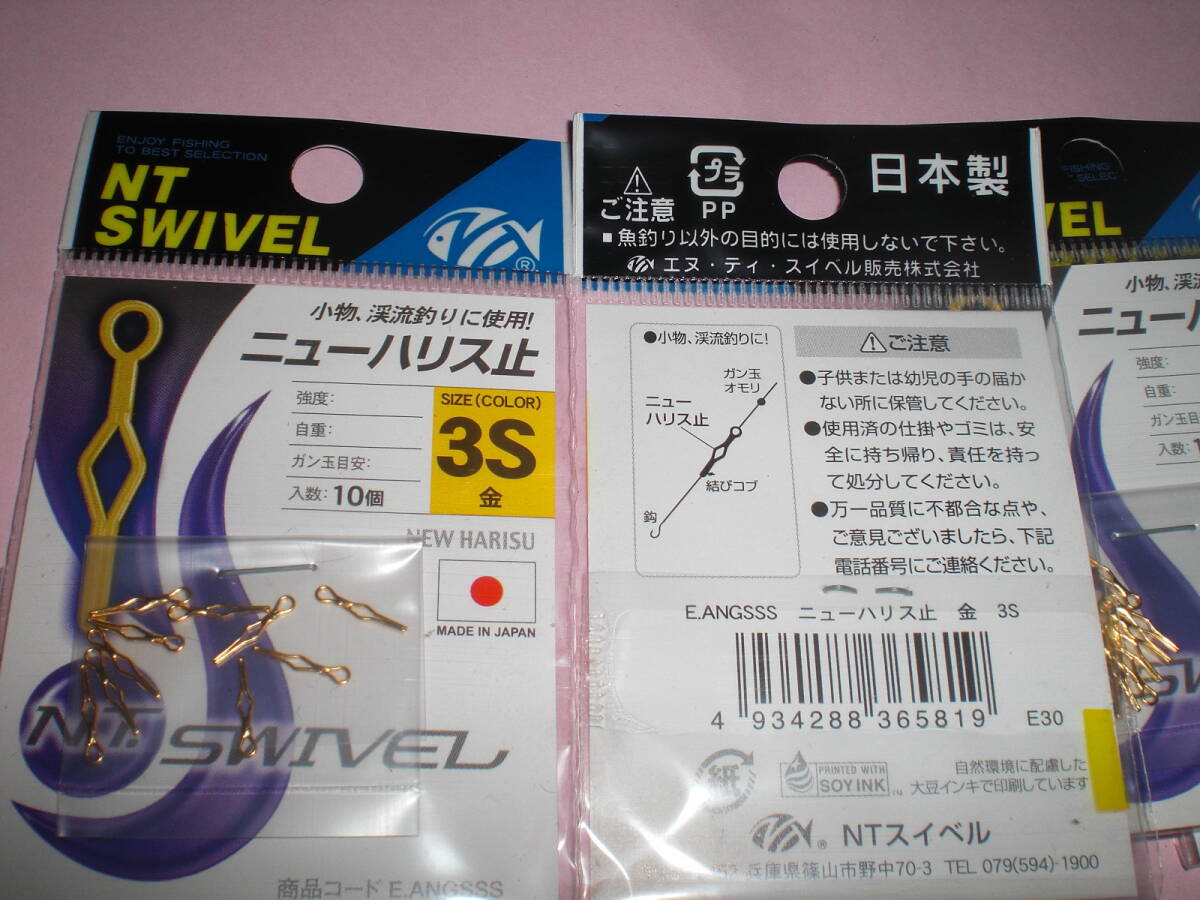 ENJOY FISHING
TO BEST SELECTION
NT
SWIVEL
®
小物、渓流釣りに使用!
ニューハリス止
強度:
自重:
ガン玉目安:
入数: 10個
SIZE(COLOR)
3S
金
NEW HARISU
MADE IN JAPAN
N.T. SWIVEL
商品コード E.ANGSSS
ご注意
プラ
PP
日本製
■魚釣り以外の目的には使用しないで下さい。
エヌ・ティ・スイベル販売株式会社
●小物、渓流釣りに!
ガン玉
オモリ
ニュー
ハリス止
結びコブ
鈎
⚠ご注意
●子供または幼児の手の届か
ない所に保管してください。
●使用済の仕掛やゴミは、安
全に持ち帰り、責任を持っ
て処分してください。
●万一品質に不都合な点や、
ご意見ございましたら、下記
電話番号にご連絡ください。
E.ANGSSS ニューハリス止 金 3S
4 934288 365819
E30
紙
PRINTED WITH
SOY INK
自然環境に配慮した
大豆インキで印刷しています
® NTスイベル
兵庫県篠山市野中70-3 TEL 079(594)-1900
FISHING
SELEC
VEL
小物、渓流
ニューハ
強度:
自重:
ガン玉目
入数: 1